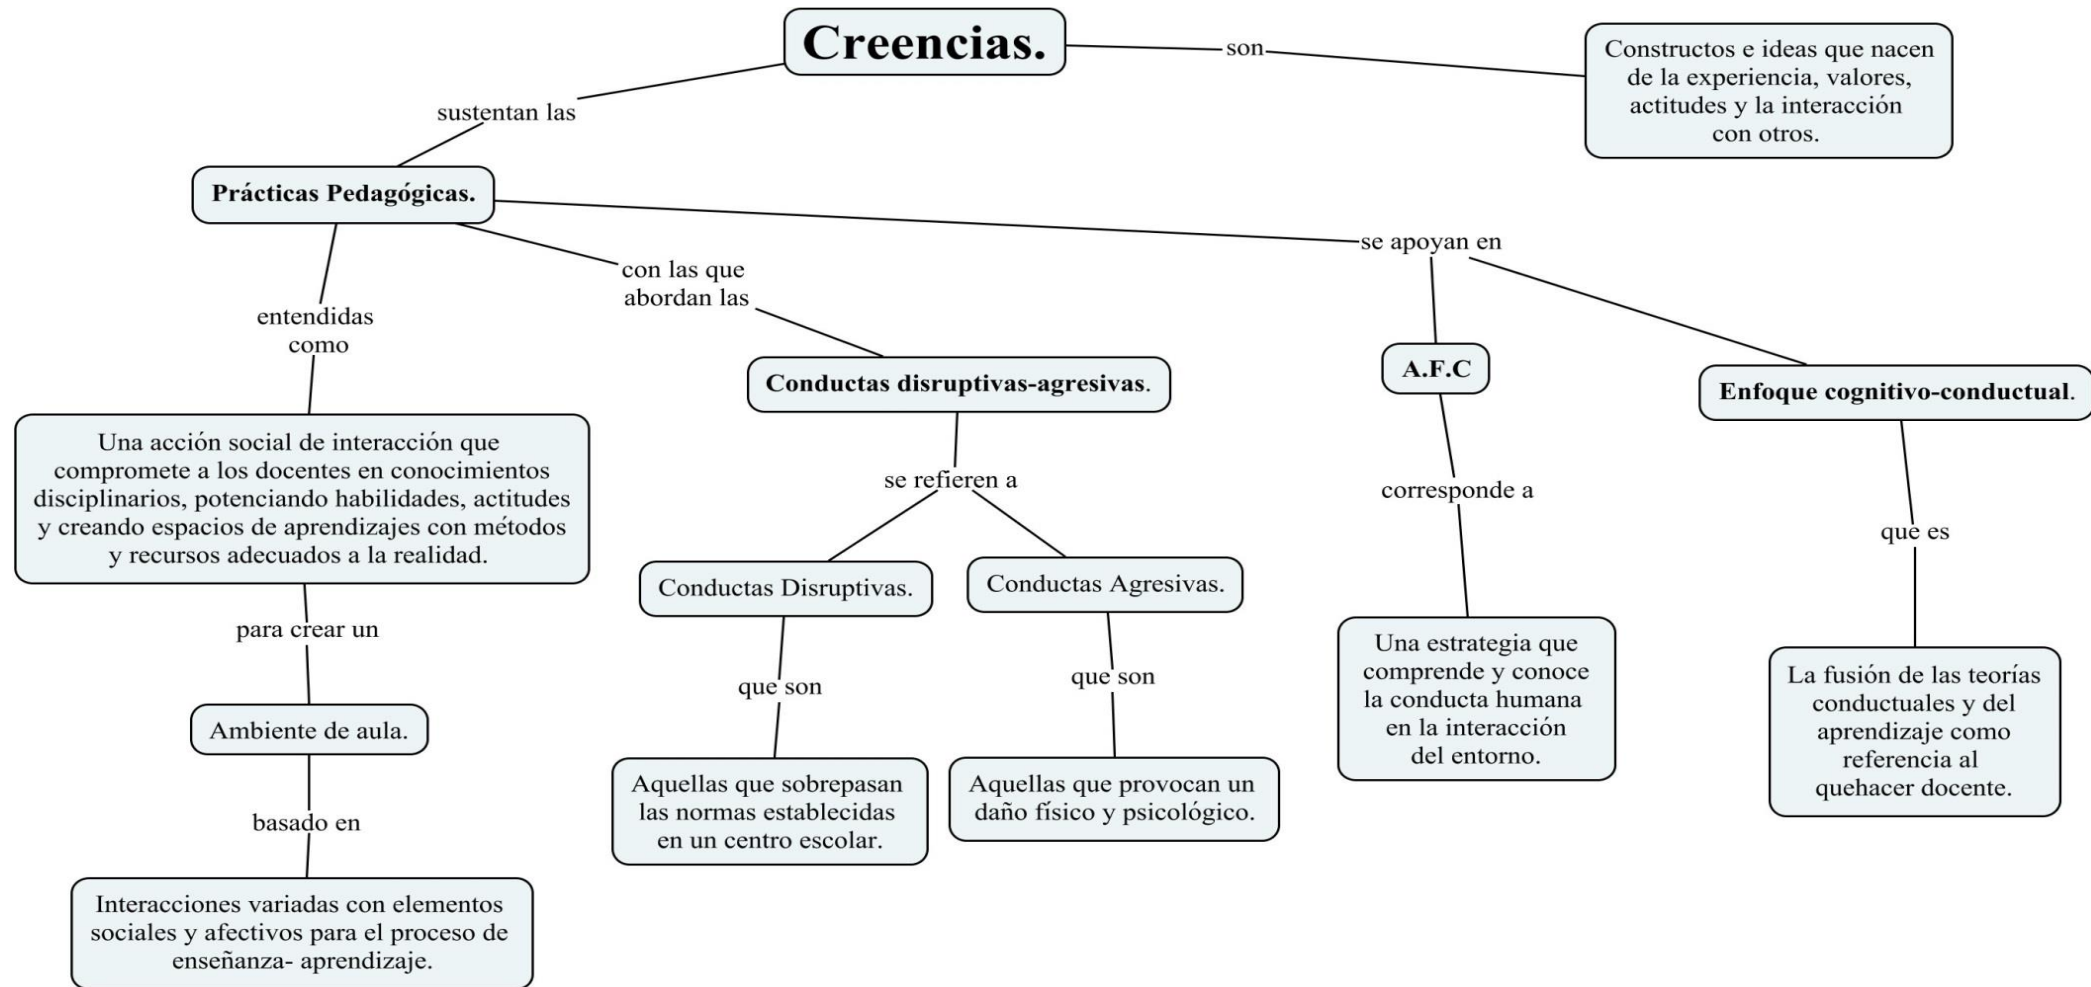 Creencias.
son
Constructos e ideas que nacen
de la experiencia, valores,
actitudes y la interacción
con otros.
sustentan las
Prácticas Pedagógicas.
se apoyan en
con las que
abordan las
entendidas
como
Conductas disruptivas-agresivas.
A.F.C
Enfoque cognitivo-conductual.
Una acción social de interacción que
compromete a los docentes en conocimientos
disciplinarios, potenciando habilidades, actitudes
y creando espacios de aprendizajes con métodos
y recursos adecuados a la realidad.
se refieren a
corresponde a
que es
Conductas Disruptivas.
Conductas Agresivas.
para crear un
que son
que son
Una estrategia que
comprende y conoce
la conducta humana
en la interacción
del entorno.
La fusión de las teorías
conductuales y del
aprendizaje como
referencia al
quehacer docente.
Ambiente de aula.
Aquellas que sobrepasan
las normas establecidas
en un centro escolar.
Aquellas que provocan un
daño físico y psicológico.
basado en
Interacciones variadas con elementos
sociales y afectivos para el proceso de
enseñanza- aprendizaje.